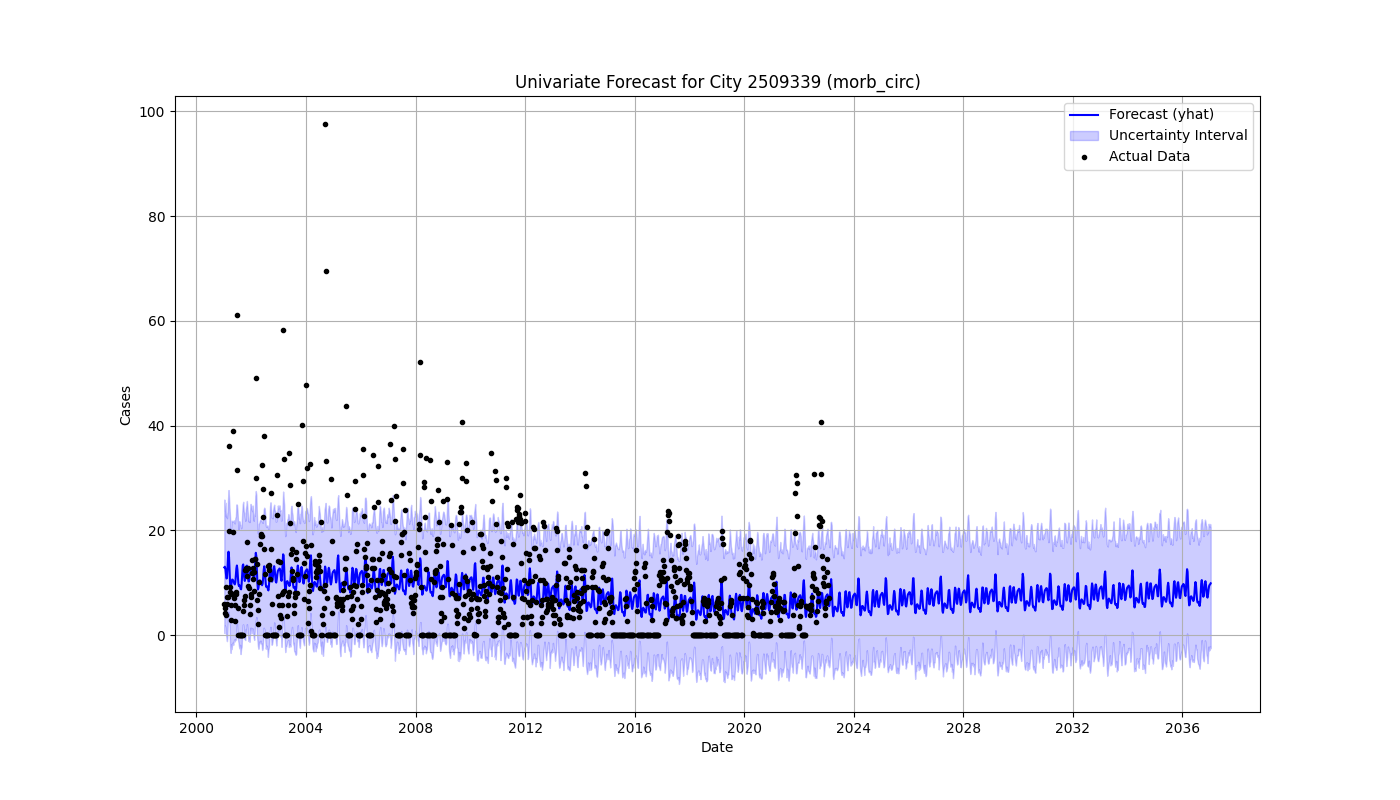 Univariate Forecast for City 2509339 (morb_circ)
Forecast (yhat)
Uncertainty Interval
Actual Data
Cases
100
80
60
40
20
0
2000 2004 2008 2012 2016 2020 2024 2028 2032 2036
Date